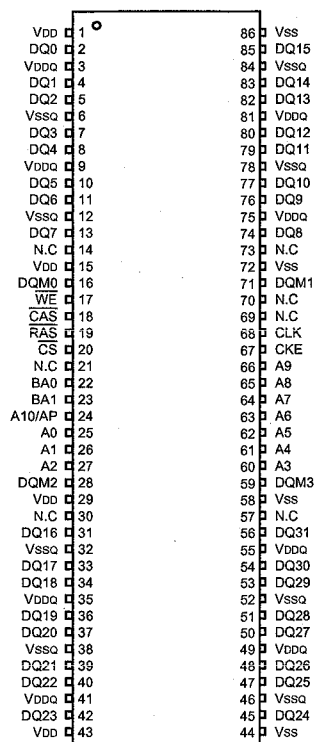 VDD 1 86 VSS
DQ0 2 85 DQ15
VDDQ 3 84 VSSQ
DQ1 4 83 DQ14
DQ2 5 82 DQ13
VSSQ 6 81 VDDQ
DQ3 7 80 DQ12
DQ4 8 79 DQ11
VDDQ 9 78 VSSQ
DQ5 10 77 DQ10
DQ6 11 76 DQ9
VSSQ 12 75 VDDQ
DQ7 13 74 DQ8
N.C 14 73 N.C
VDD 15 72 VSS
DQM0 16 71 DQM1
WE 17 70 N.C
CAS 18 69 N.C
RAS 19 68 CLK
CS 20 67 CKE
N.C 21 66 A9
BA0 22 65 A8
BA1 23 64 A7
A10/AP 24 63 A6
A0 25 62 A5
A1 26 61 A4
A2 27 60 A3
DQM2 28 59 DQM3
VDD 29 58 VSS
N.C 30 57 N.C
DQ16 31 56 DQ31
VSSQ 32 55 VDDQ
DQ17 33 54 DQ30
DQ18 34 53 DQ29
VDDQ 35 52 VSSQ
DQ19 36 51 DQ28
DQ20 37 50 DQ27
VSSQ 38 49 VDDQ
DQ21 39 48 DQ26
DQ22 40 47 DQ25
VDDQ 41 46 VSSQ
DQ23 42 45 DQ24
VDD 43 44 VSS